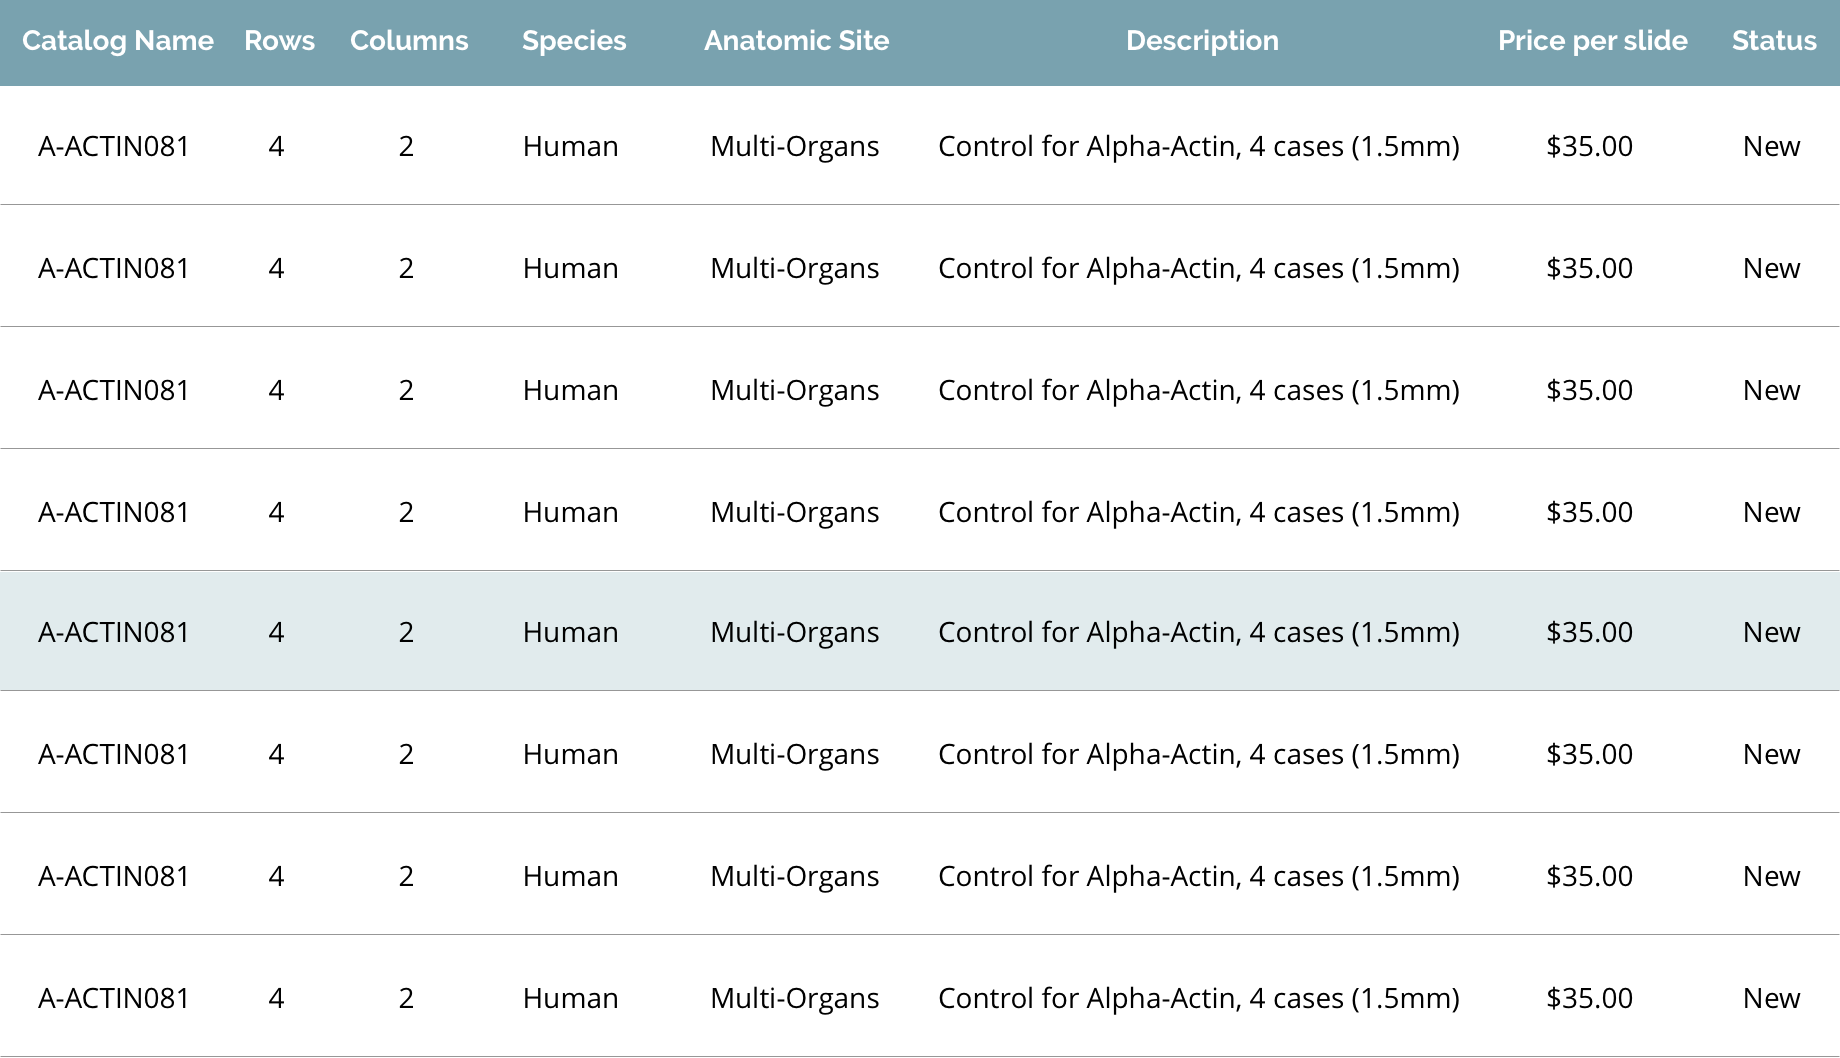 Catalog Name Rows Columns Species Anatomic Site Description Price per slide Status
A-ACTIN081 4 2 Human Multi-Organs Control for Alpha-Actin, 4 cases (1.5mm) $35.00 New
A-ACTIN081 4 2 Human Multi-Organs Control for Alpha-Actin, 4 cases (1.5mm) $35.00 New
A-ACTIN081 4 2 Human Multi-Organs Control for Alpha-Actin, 4 cases (1.5mm) $35.00 New
A-ACTIN081 4 2 Human Multi-Organs Control for Alpha-Actin, 4 cases (1.5mm) $35.00 New
A-ACTIN081 4 2 Human Multi-Organs Control for Alpha-Actin, 4 cases (1.5mm) $35.00 New
A-ACTIN081 4 2 Human Multi-Organs Control for Alpha-Actin, 4 cases (1.5mm) $35.00 New
A-ACTIN081 4 2 Human Multi-Organs Control for Alpha-Actin, 4 cases (1.5mm) $35.00 New
A-ACTIN081 4 2 Human Multi-Organs Control for Alpha-Actin, 4 cases (1.5mm) $35.00 New